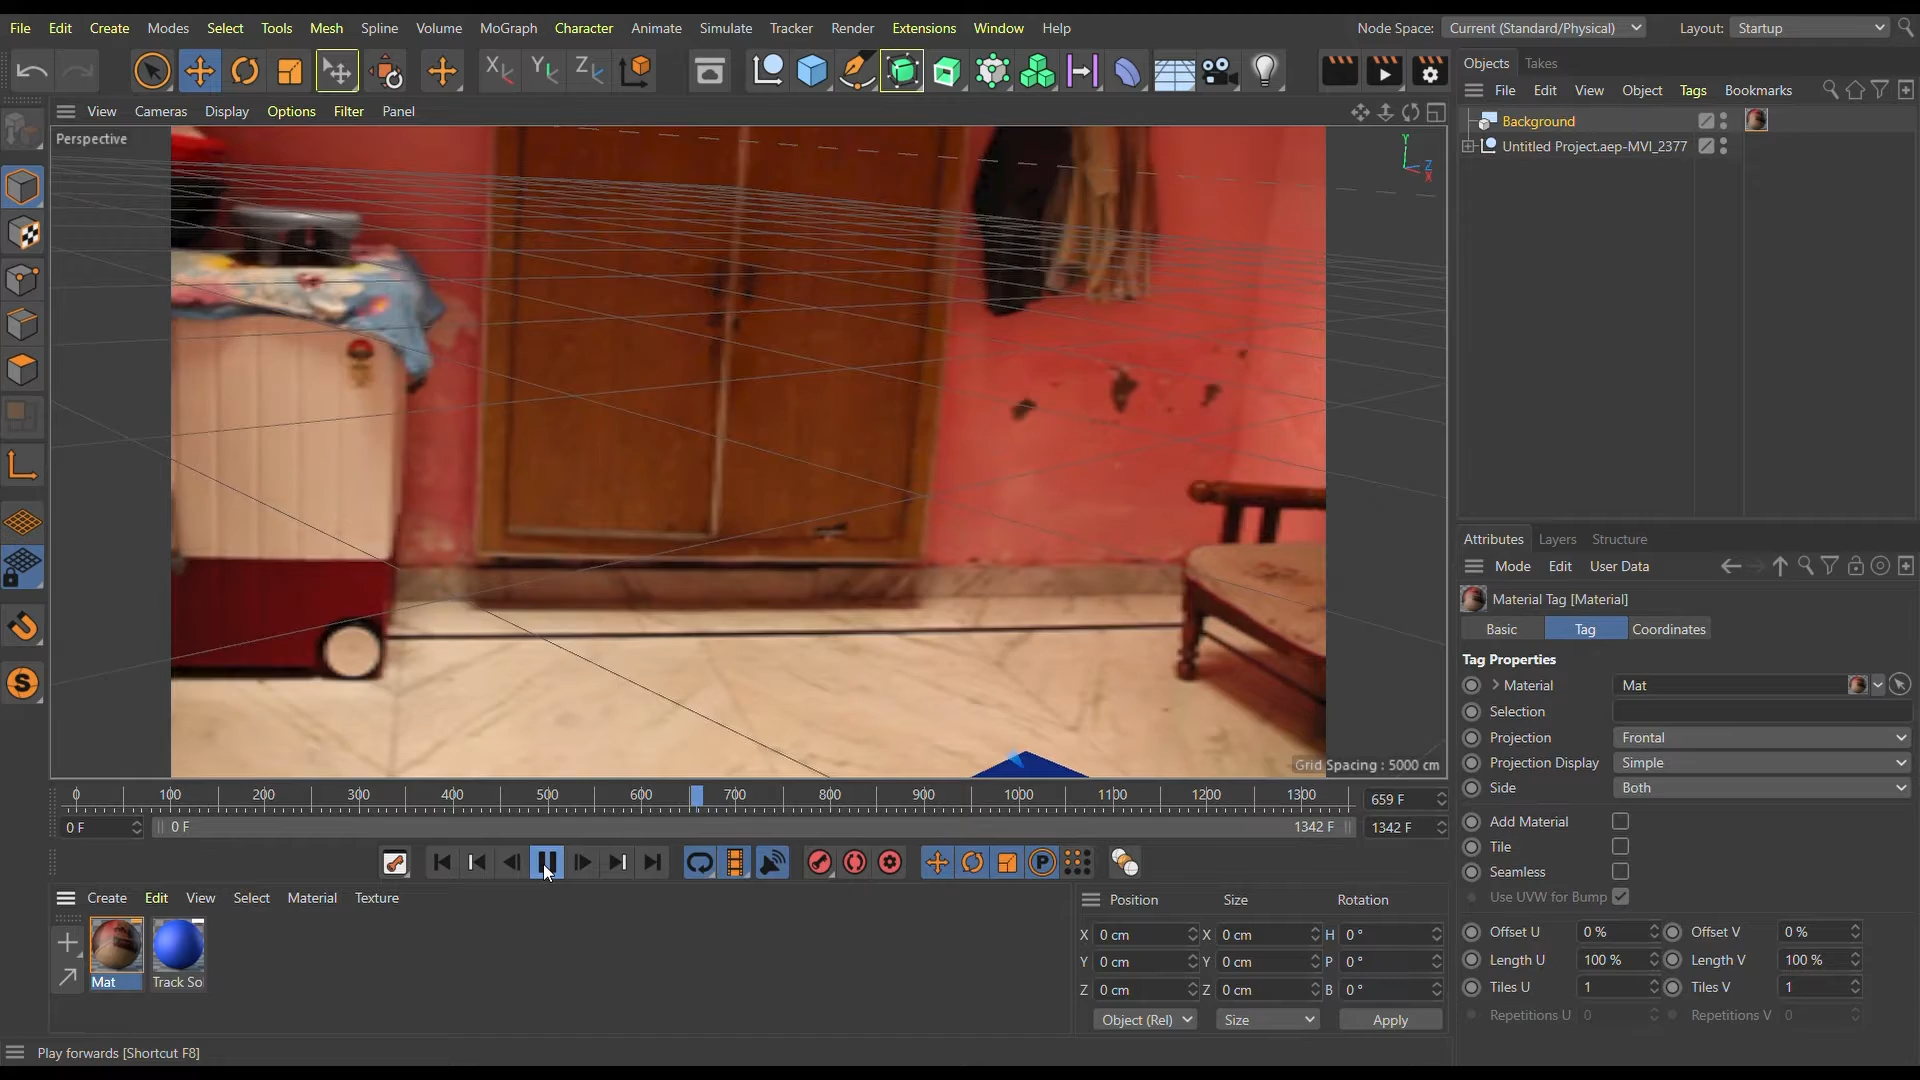 File Edit Create Modes Select Tools Mesh Spline Volume MoGraph Character Animate Simulate Tracker Render Extensions Window Help Node Space: Current (Standard/Physical) Layout: Startup
X Y Z
Objects Takes
File Edit View Object Tags Bookmarks
View Cameras Display Options Filter Panel
Background
Untitled Project.aep-MVI_2377
Perspective
Y
Z
X
Grid Spacing : 5000 cm
Attributes Layers Structure
Mode Edit User Data
Material Tag [Material]
Basic Tag Coordinates
Tag Properties
Material Mat
Selection
Projection Frontal
Projection Display Simple
Side Both
Add Material
Tile
Seamless
Use UVW for Bump
Offset U 0 % Offset V 0 %
Length U 100 % Length V 100 %
Tiles U 1 Tiles V 1
Repetitions U 0 Repetitions V 0
0 100 200 300 400 500 600 700 800 900 1000 1100 1200 1300 659 F
0 F 0 F 1342 F 1342 F
P
Create Edit View Select Material Texture
Mat Track So
Position Size Rotation
X 0 cm X 0 cm H 0 °
Y 0 cm Y 0 cm P 0 °
Z 0 cm Z 0 cm B 0 °
Object (Rel) Size Apply
Play forwards [Shortcut F8]